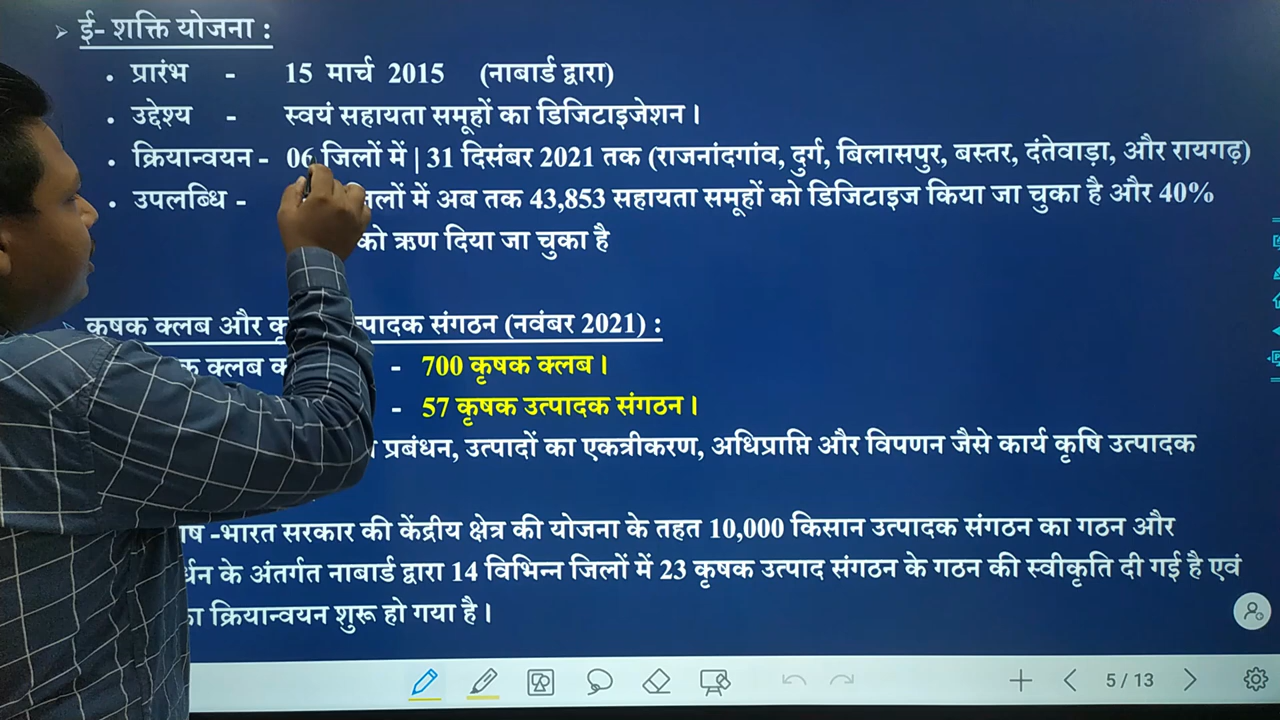 ➢ ई- शक्ति योजना :
• प्रारंभ - 15 मार्च 2015 (नाबार्ड द्वारा)
• उद्देश्य - स्वयं सहायता समूहों का डिजिटाइजेशन ।
• क्रियान्वयन - 06 जिलों में | 31 दिसंबर 2021 तक (राजनांदगांव, दुर्ग, बिलासपुर, बस्तर, दंतेवाड़ा, और रायगढ़)
• उपलब्धि - में अब तक 43,853 सहायता समूहों को डिजिटाइज किया जा चुका है और 40%
को ऋण दिया जा चुका है
कृषक क्लब और संगठन (नवंबर 2021) :
क्लब - 700 कृषक क्लब ।
- 57 कृषक उत्पादक संगठन ।
प्रबंधन, उत्पादों का एकत्रीकरण, अधिप्राप्ति और विपणन जैसे कार्य कृषि उत्पादक
-भारत सरकार की केंद्रीय क्षेत्र की योजना के तहत 10,000 किसान उत्पादक संगठन का गठन और
के अंतर्गत नाबार्ड द्वारा 14 विभिन्न जिलों में 23 कृषक उत्पाद संगठन के गठन की स्वीकृति दी गई है एवं
क्रियान्वयन शुरू हो गया है ।
5 / 13